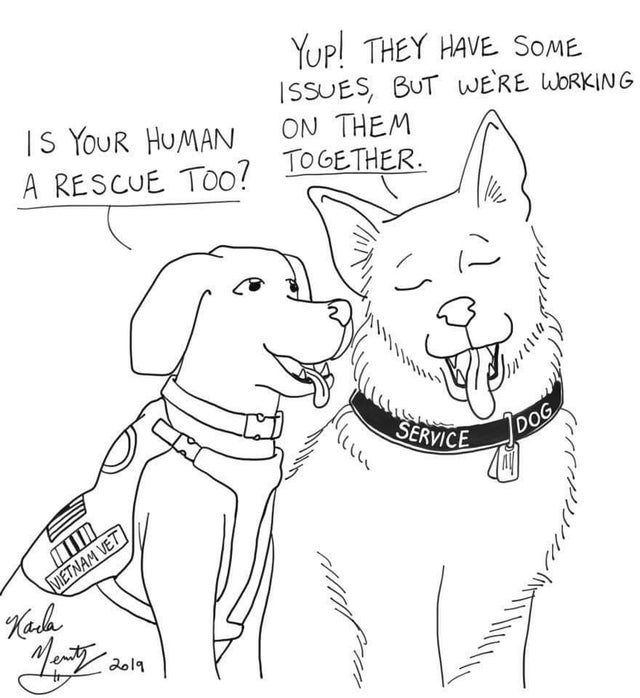 IS YOUR HUMAN
A RESCUE TOO?
YUP! THEY HAVE SOME
ISSUES, BUT WE'RE WORKING
ON THEM
TOGETHER.
SERVICE DOG
VIETNAM VET
Karla
2019